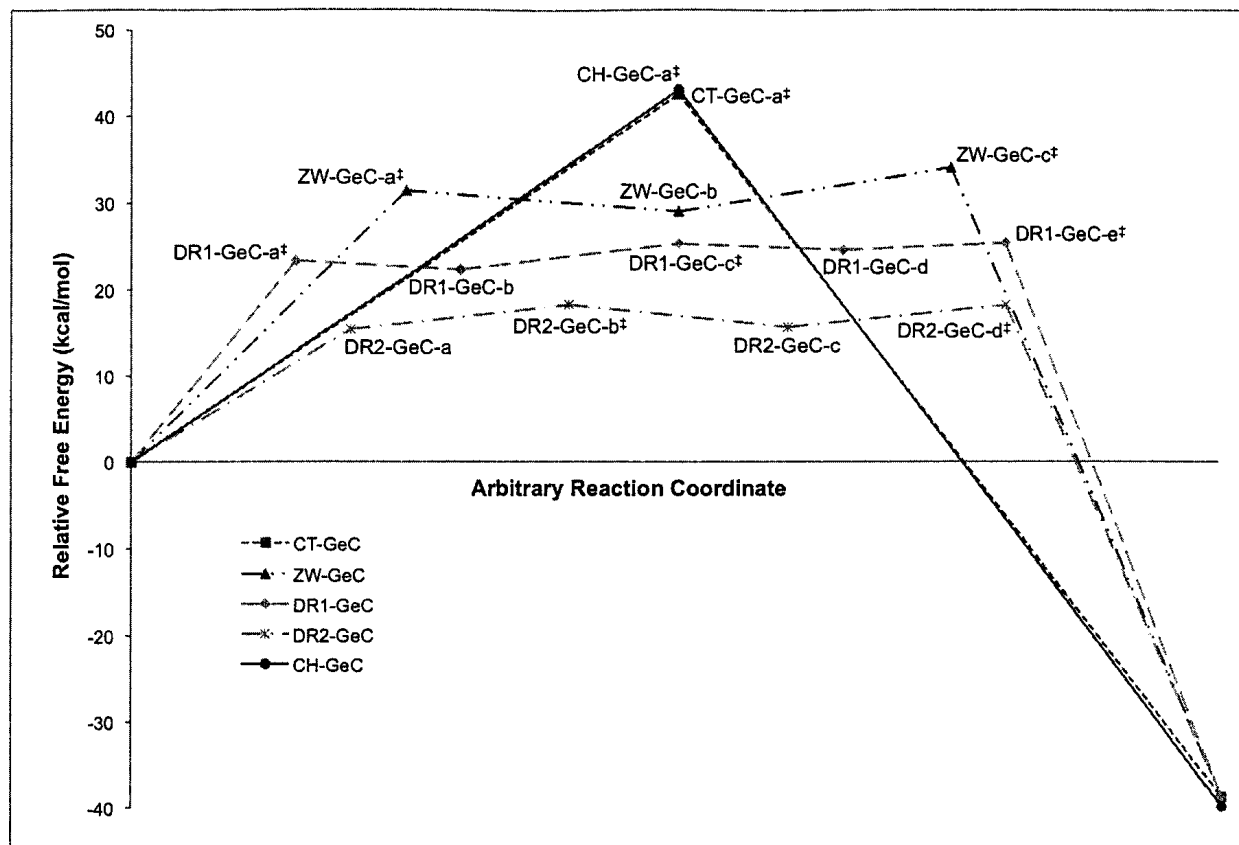 50
40
30
20
10
0
-10
-20
-30
-40
Relative Free Energy (kcal/mol)
Arbitrary Reaction Coordinate
CH-GeC-a‡
CT-GeC-a‡
ZW-GeC-a‡
ZW-GeC-b
ZW-GeC-c‡
DR1-GeC-a‡
DR1-GeC-b
DR1-GeC-c‡
DR1-GeC-d
DR1-GeC-e‡
DR2-GeC-a
DR2-GeC-b‡
DR2-GeC-c
DR2-GeC-d‡
CT-GeC
ZW-GeC
DR1-GeC
DR2-GeC
CH-GeC